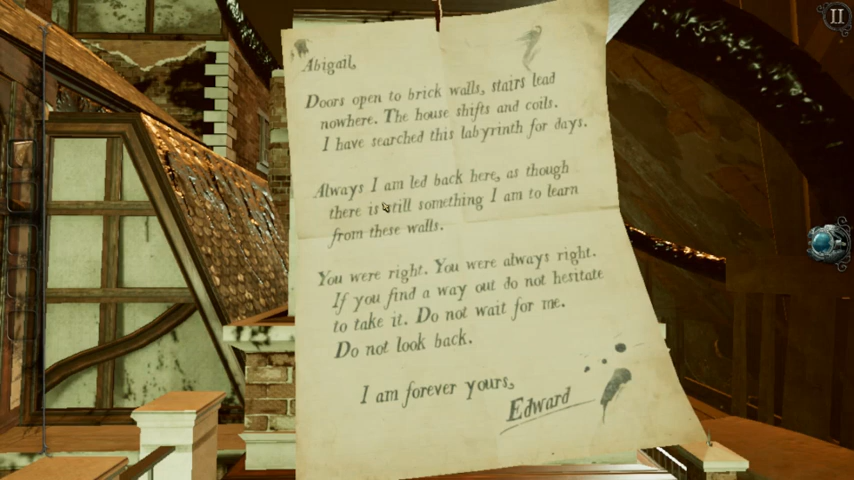 Abigail,
Doors open to brick walls, stairs lead
nowhere. The house shifts and coils.
I have searched this labyrinth for days.
Always I am led back here, as though
there is still something I am to learn
from these walls.
You were right. You were always right.
If you find a way out do not hesitate
to take it. Do not wait for me.
Do not look back.
I am forever yours,
Edward
II